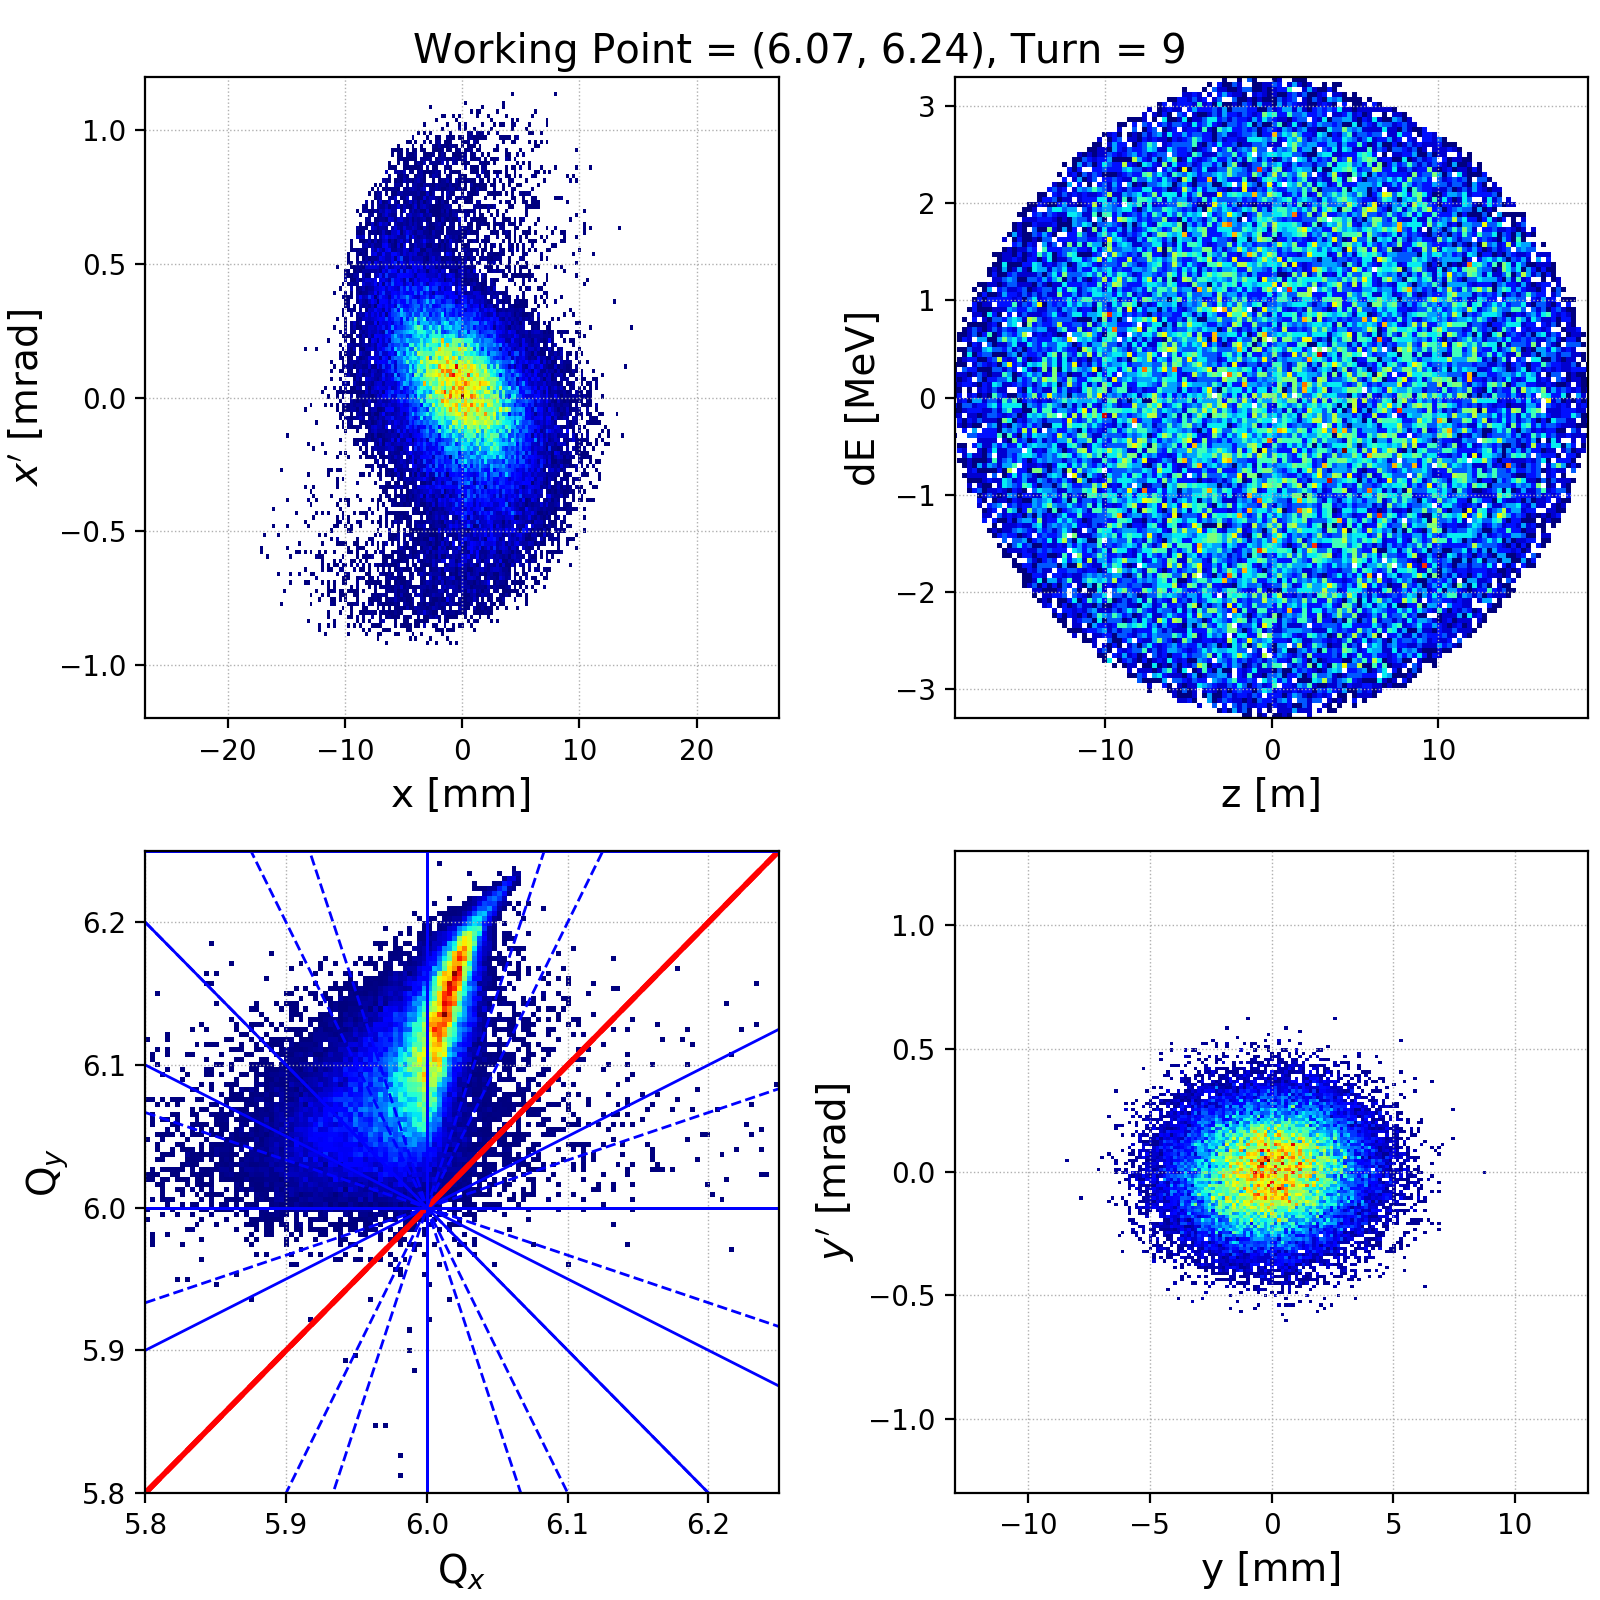 Working Point = (6.07, 6.24), Turn = 9
1.0
0.5
0.0
−0.5
−1.0
x′ [mrad]
−20 −10 0 10 20
x [mm]
3
2
1
0
−1
−2
−3
dE [MeV]
−10 0 10
z [m]
6.2
6.1
6.0
5.9
5.8
Qy
5.8 5.9 6.0 6.1 6.2
Qx
1.0
0.5
0.0
−0.5
−1.0
y′ [mrad]
−10 −5 0 5 10
y [mm]